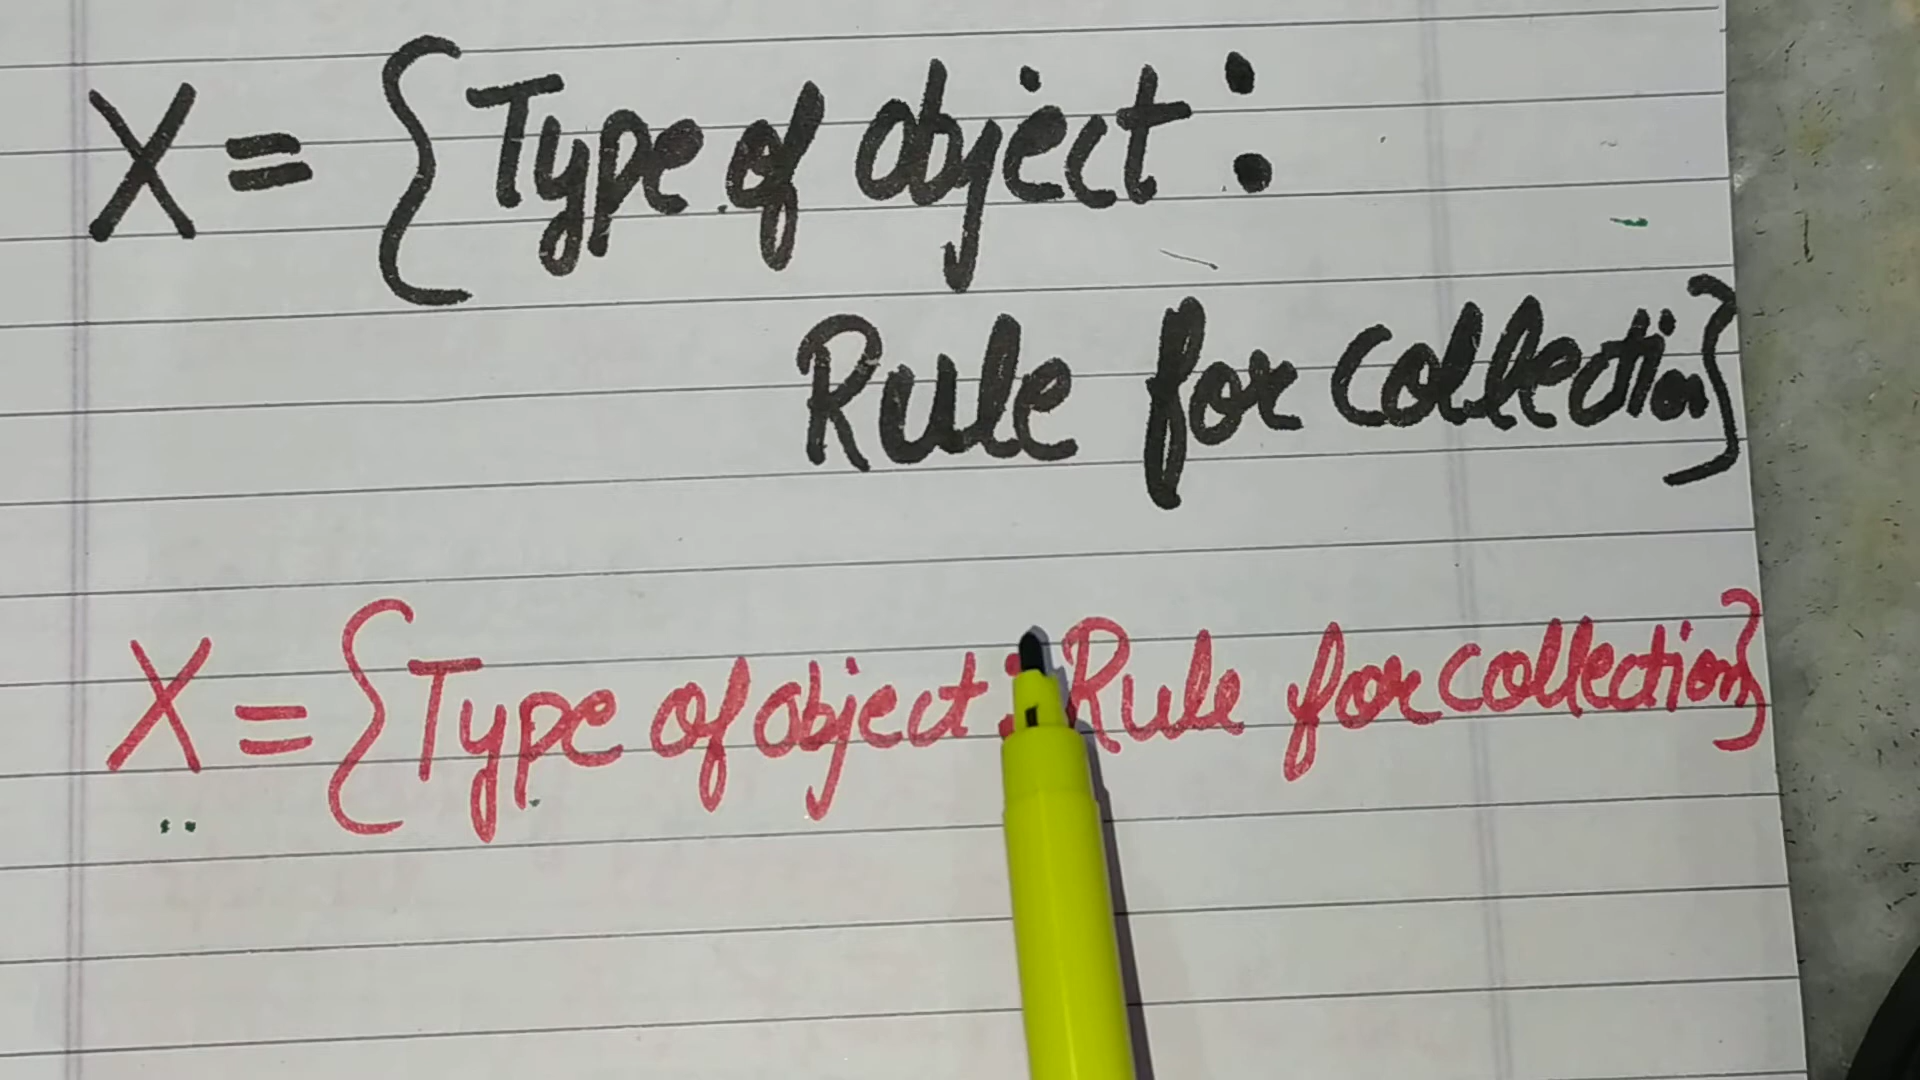 X = {Type of object :
Rule for collection}
X = {Type of object : Rule for collection}